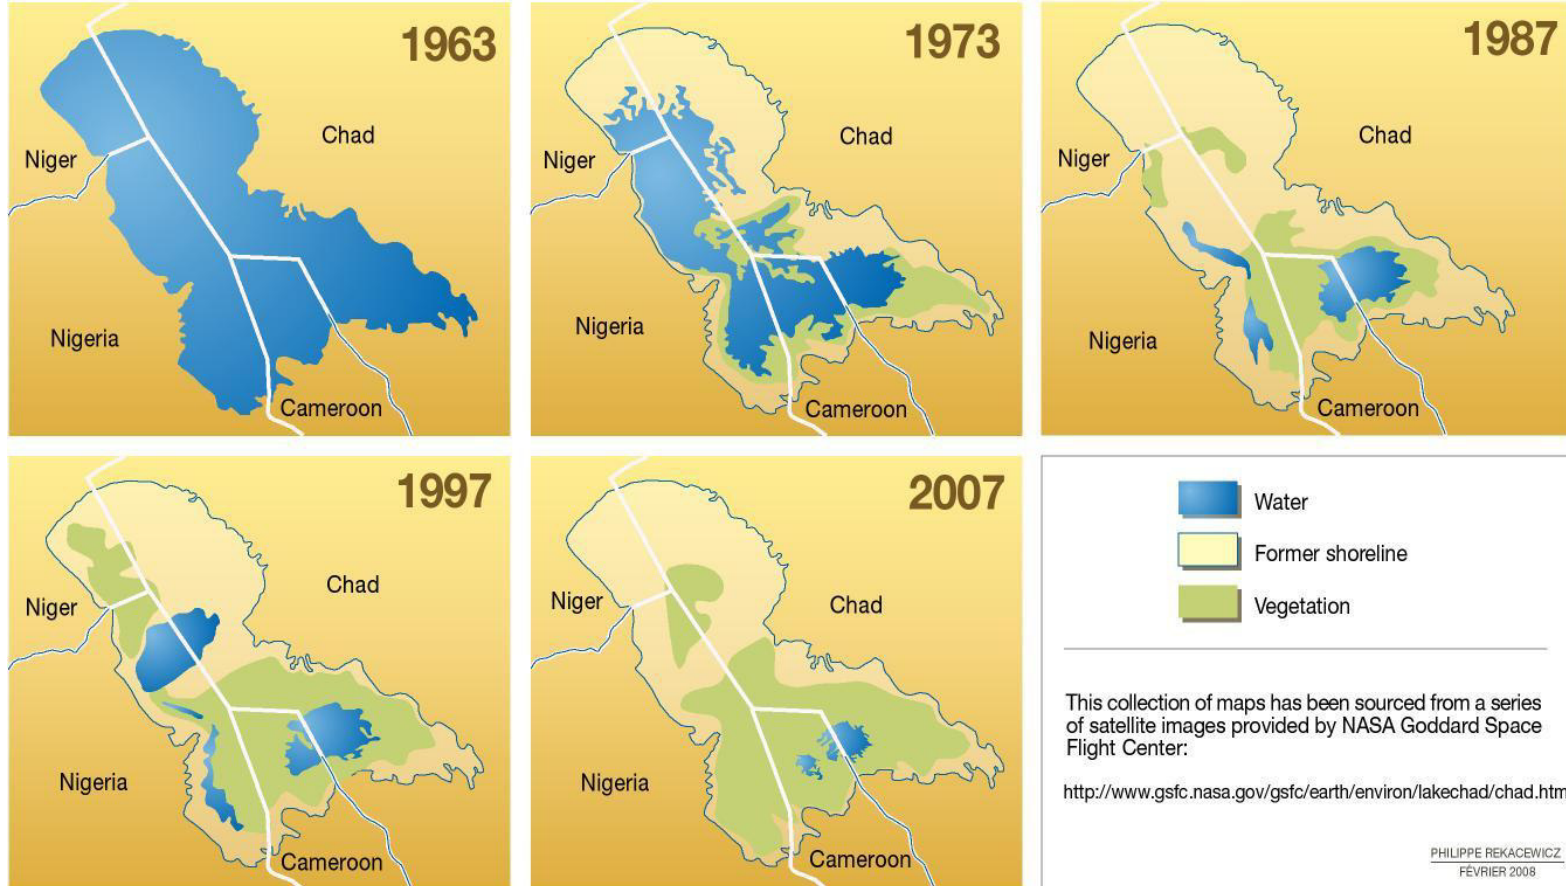 1963
Chad
Niger
Nigeria
Cameroon
1973
Chad
Niger
Nigeria
Cameroon
1987
Chad
Niger
Nigeria
Cameroon
1997
Chad
Niger
Nigeria
Cameroon
2007
Chad
Niger
Nigeria
Cameroon
Water
Former shoreline
Vegetation
This collection of maps has been sourced from a series
of satellite images provided by NASA Goddard Space
Flight Center:
http://www.gsfc.nasa.gov/gsfc/earth/environ/lakechad/chad.htm
PHILIPPE REKACEWICZ
FÉVRIER 2008